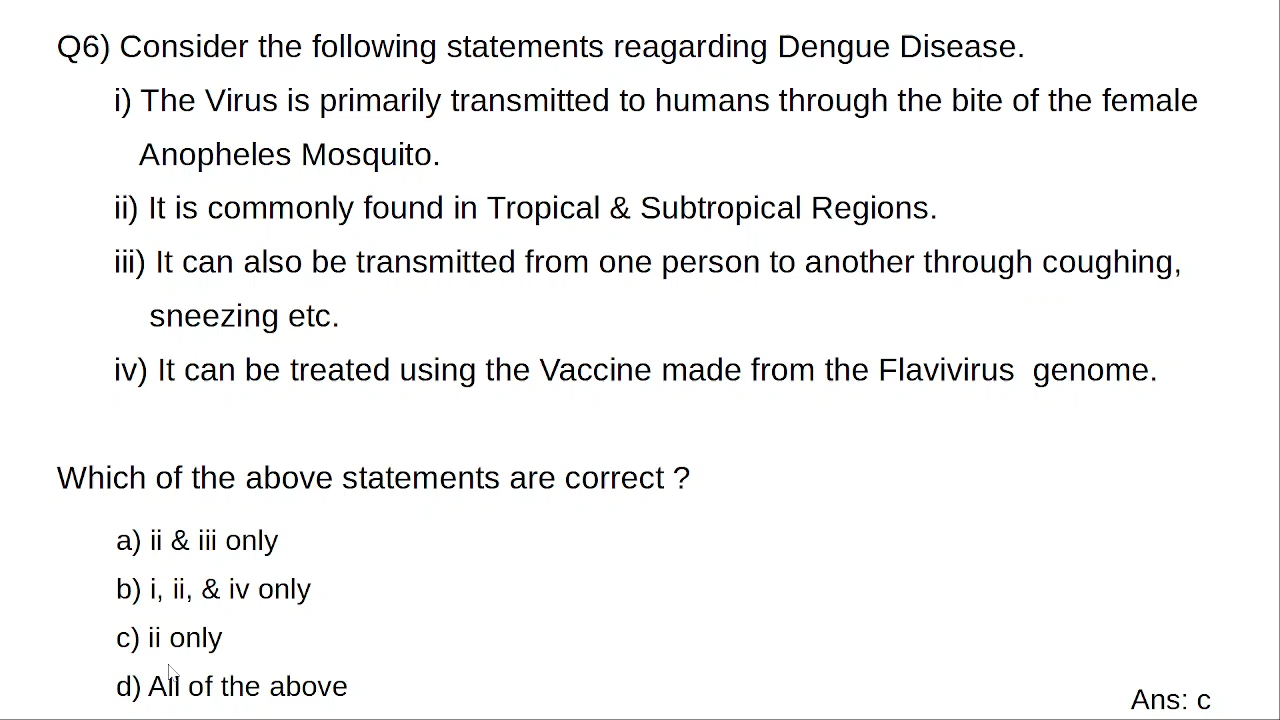 Q6) Consider the following statements reagarding Dengue Disease.
i) The Virus is primarily transmitted to humans through the bite of the female
Anopheles Mosquito.
ii) It is commonly found in Tropical & Subtropical Regions.
iii) It can also be transmitted from one person to another through coughing,
sneezing etc.
iv) It can be treated using the Vaccine made from the Flavivirus genome.
Which of the above statements are correct ?
a) ii & iii only
b) i, ii, & iv only
c) ii only
d) All of the above
Ans: c